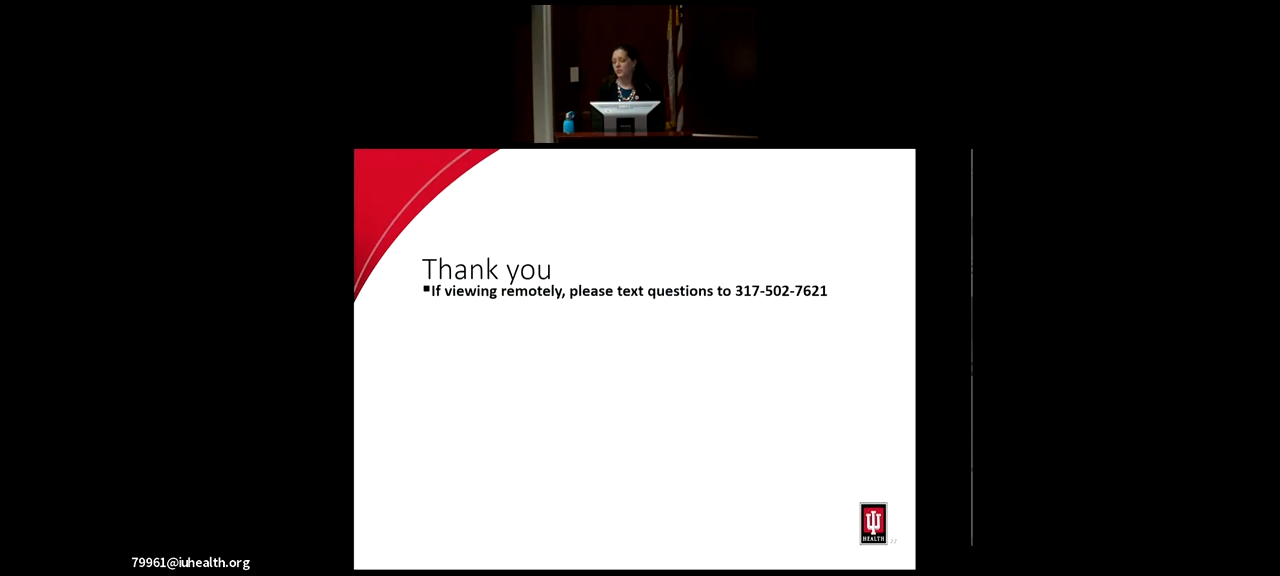 Thank you
▪If viewing remotely, please text questions to 317-502-7621
HEALTH
79961@iuhealth.org